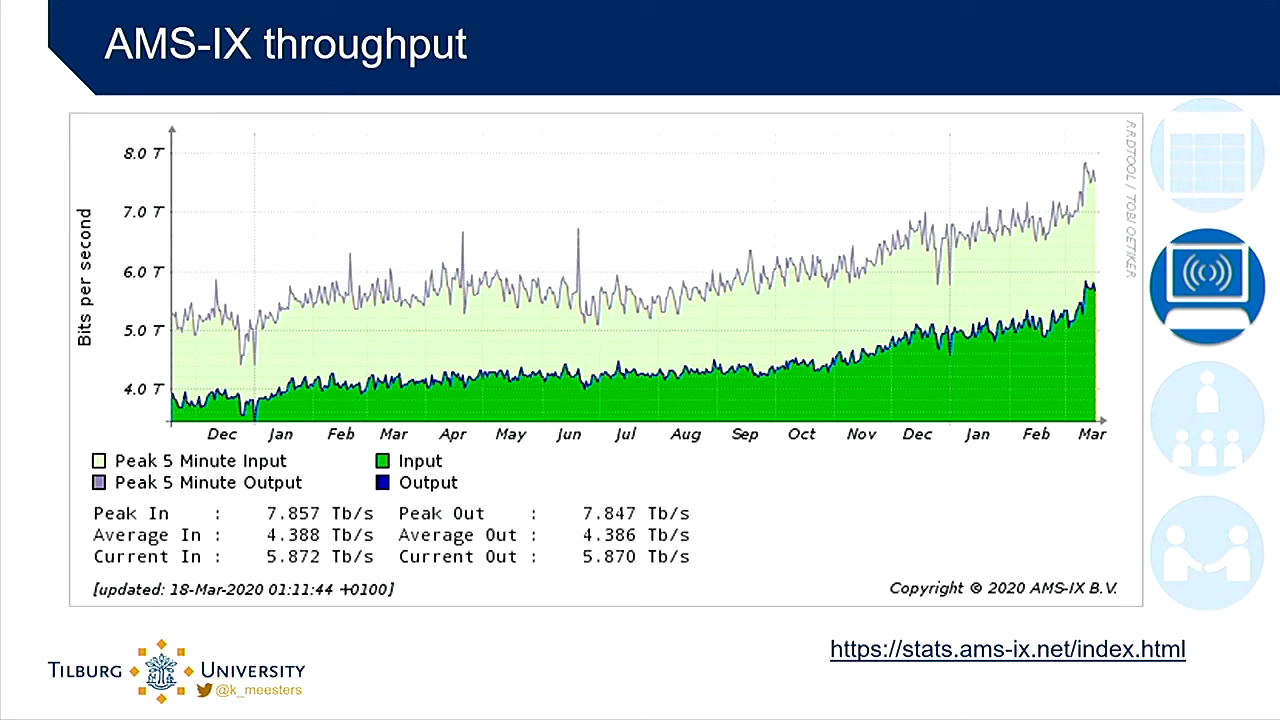 AMS-IX throughput
8.0 T
7.0 T
6.0 T
5.0 T
4.0 T
Bits per second
Dec Jan Feb Mar Apr May Jun Jul Aug Sep Oct Nov Dec Jan Feb Mar
RRDTOOL / TOBI OETIKER
Peak 5 Minute Input Input
Peak 5 Minute Output Output
Peak In : 7.857 Tb/s Peak Out : 7.847 Tb/s
Average In : 4.388 Tb/s Average Out : 4.386 Tb/s
Current In : 5.872 Tb/s Current Out : 5.870 Tb/s
[updated: 18-Mar-2020 01:11:44 +0100]
Copyright © 2020 AMS-IX B.V.
https://stats.ams-ix.net/index.html
TILBURG UNIVERSITY
@k_meesters